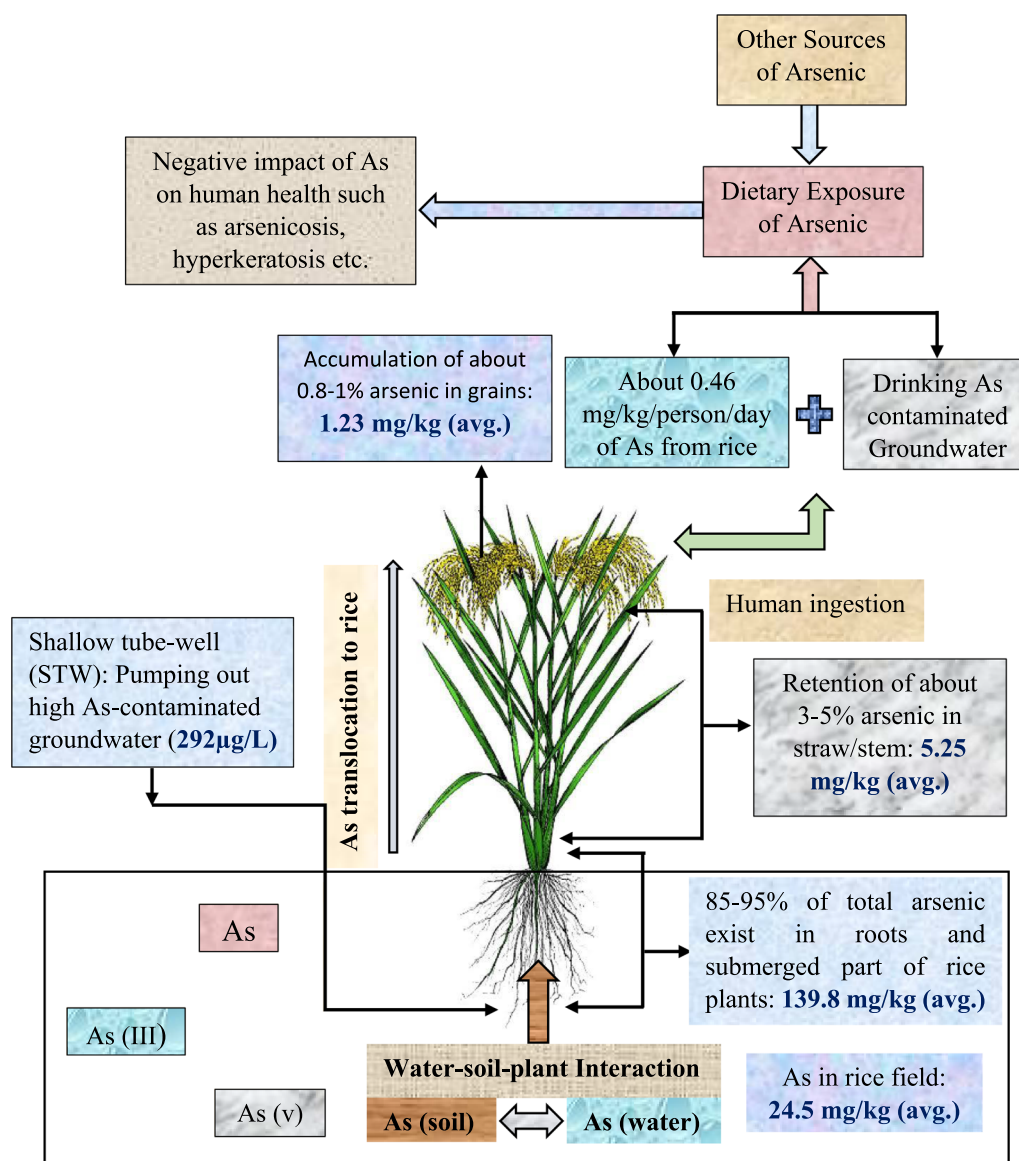 Other Sources
of Arsenic
Negative impact of As
on human health such
as arsenicosis,
hyperkeratosis etc.
Dietary Exposure
of Arsenic
Accumulation of about
0.8-1% arsenic in grains:
1.23 mg/kg (avg.)
About 0.46
mg/kg/person/day
of As from rice
Drinking As
contaminated
Groundwater
Human ingestion
As translocation to rice
Shallow tube-well
(STW): Pumping out
high As-contaminated
groundwater (292µg/L)
Retention of about
3-5% arsenic in
straw/stem: 5.25
mg/kg (avg.)
85-95% of total arsenic
exist in roots and
submerged part of rice
plants: 139.8 mg/kg (avg.)
As
As (III)
As (v)
Water-soil-plant Interaction
As (soil)
As (water)
As in rice field:
24.5 mg/kg (avg.)